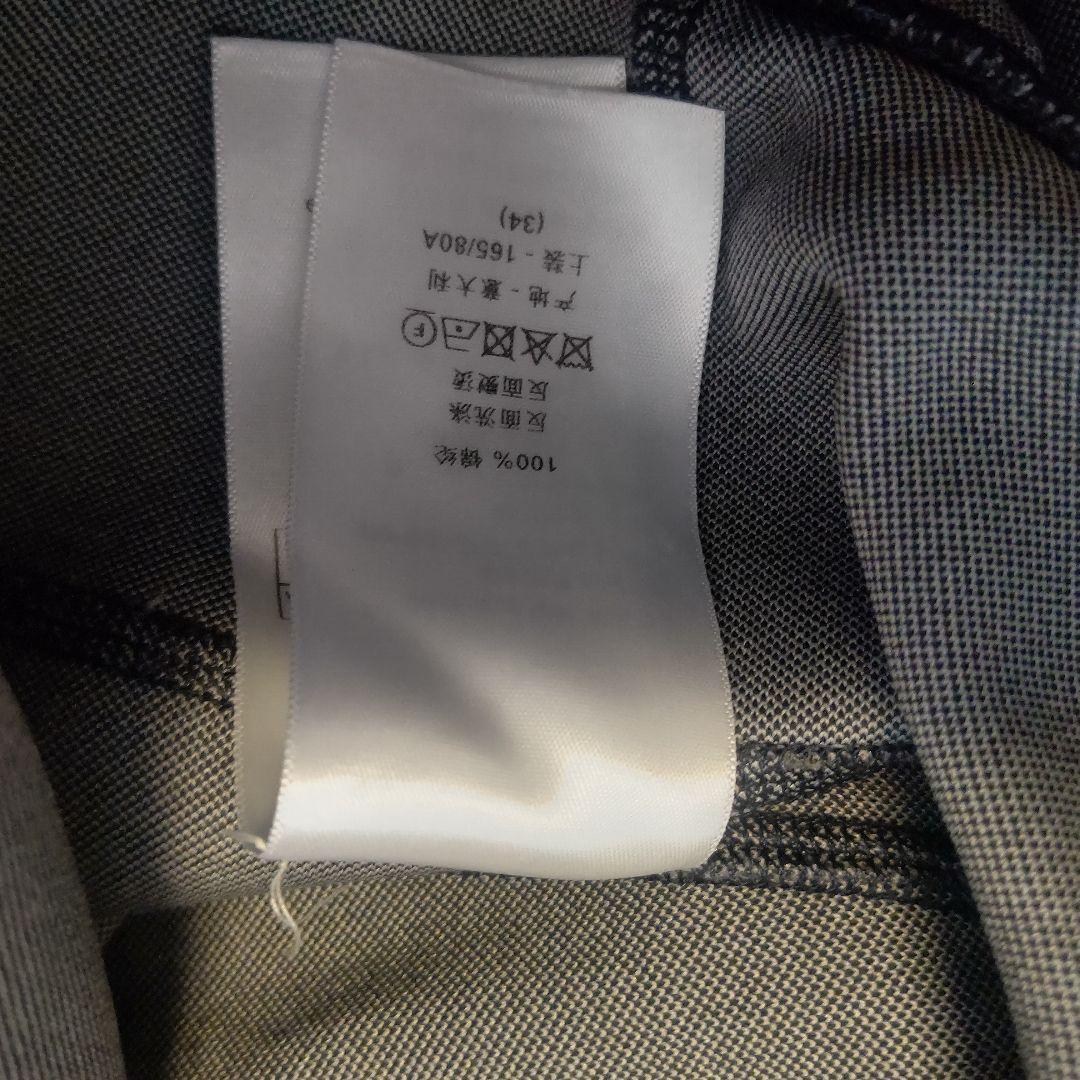 100% 锦纶
反面洗涤
反面熨烫
F
产地 - 意大利
上装 - 165/80A
(34)